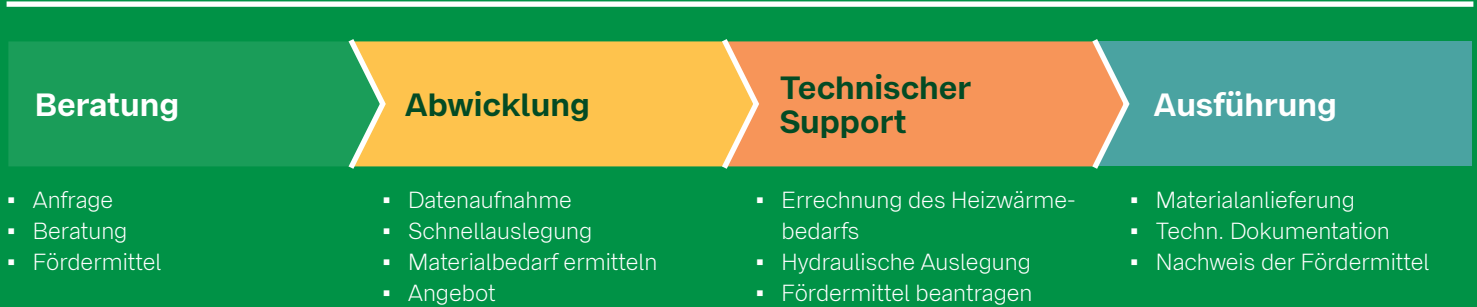 Beratung
Abwicklung
Technischer
Support
Ausführung
▪ Anfrage
▪ Beratung
▪ Fördermittel
▪ Datenaufnahme
▪ Schnellauslegung
▪ Materialbedarf ermitteln
▪ Angebot
▪ Errechnung des Heizwärme-
bedarfs
▪ Hydraulische Auslegung
▪ Fördermittel beantragen
▪ Materialanlieferung
▪ Techn. Dokumentation
▪ Nachweis der Fördermittel